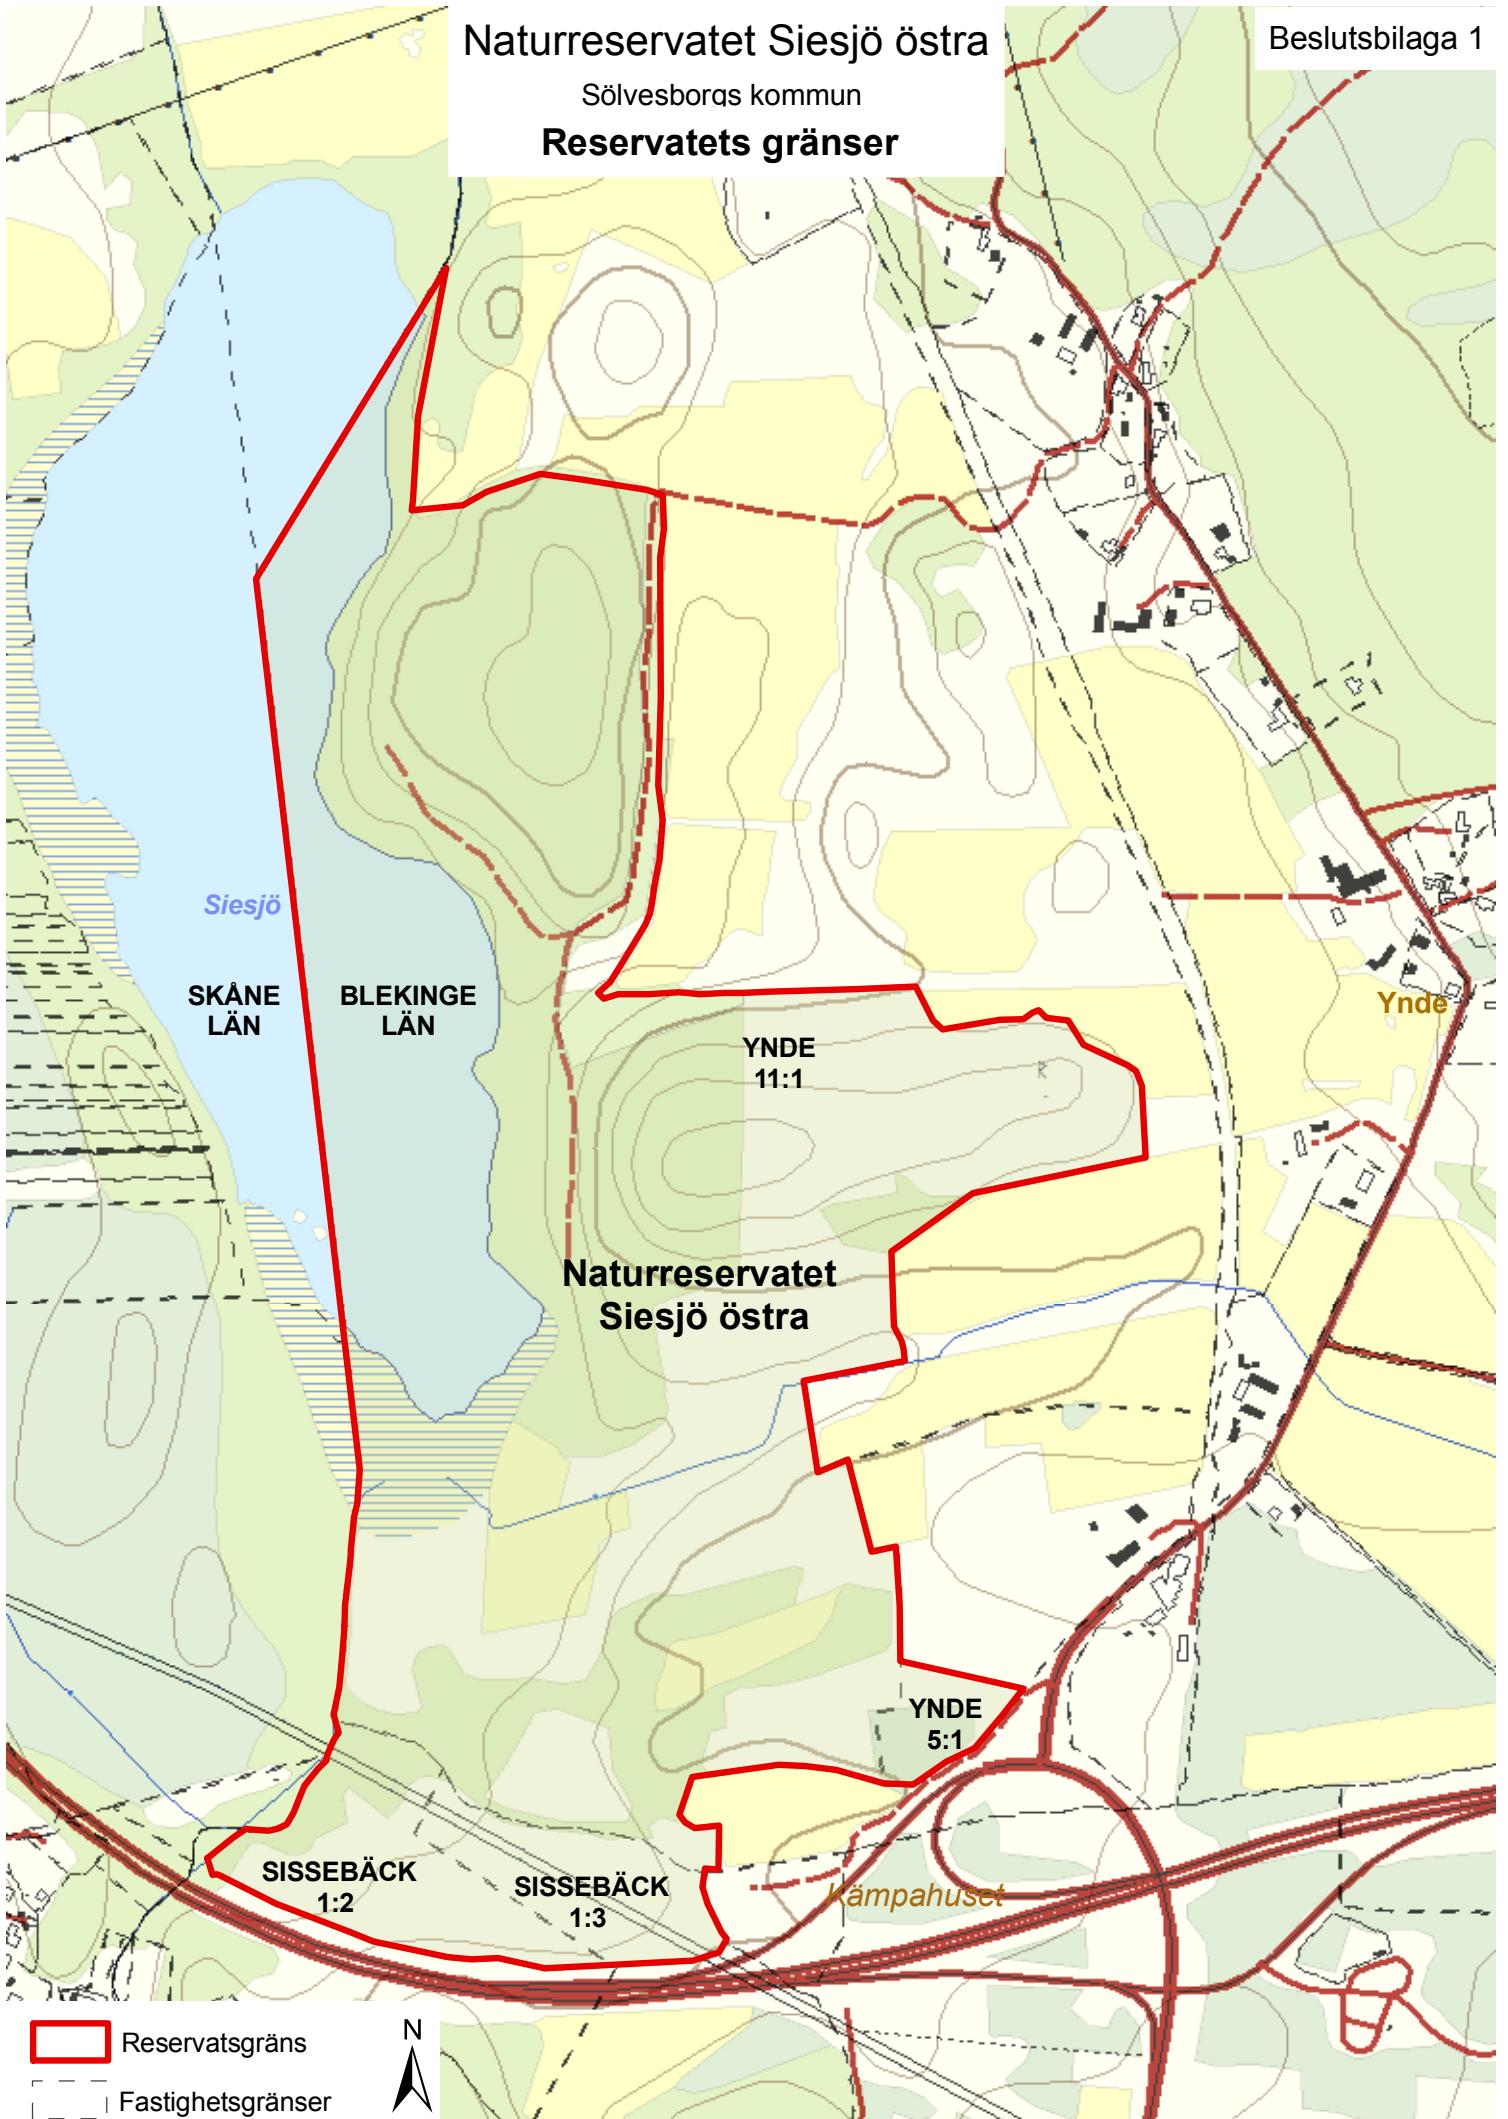 Naturreservatet Siesjö östra
Beslutsbilaga 1
Sölvesborgs kommun
Reservatets gränser
Siesjö
SKÅNE
LÄN
BLEKINGE
LÄN
Ynde
YNDE
11:1
R
Naturreservatet
Siesjö östra
YNDE
5:1
SISSEBÄCK
1:2
SISSEBÄCK
1:3
Kämpahuset
Reservatsgräns
N
Fastighetsgränser